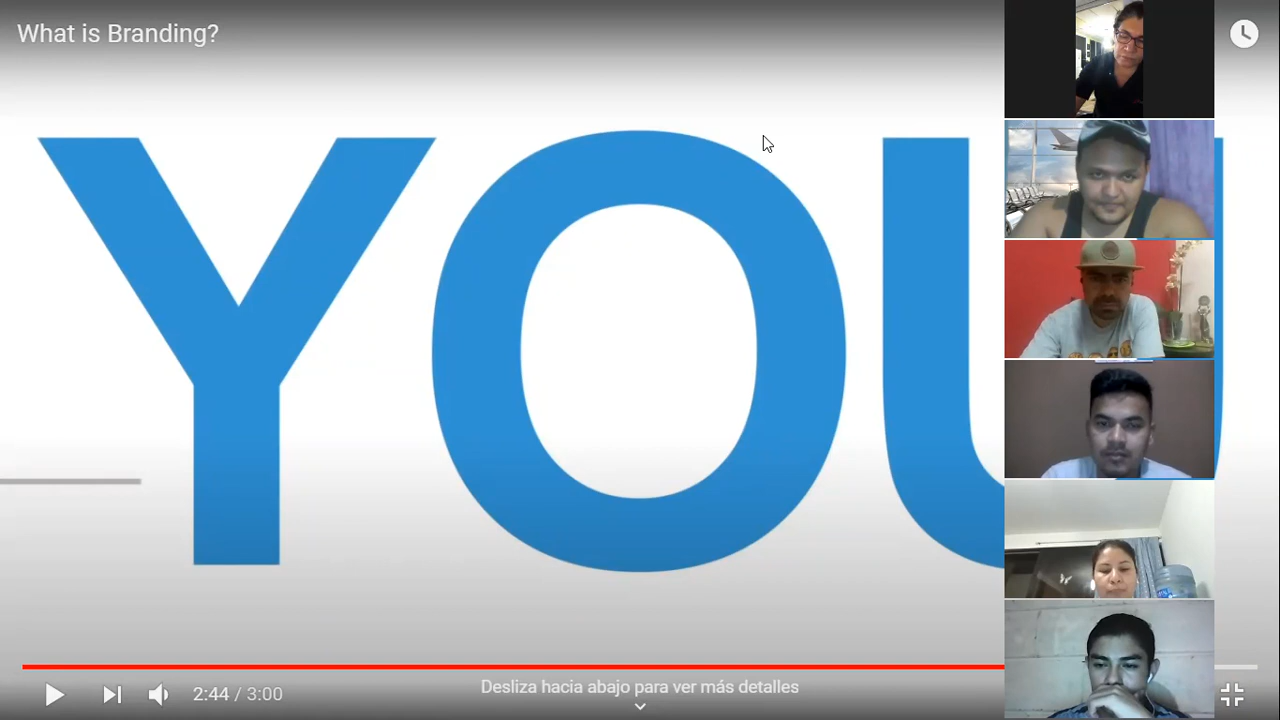 What is Branding?
YOU
2:44 / 3:00
Desliza hacia abajo para ver más detalles